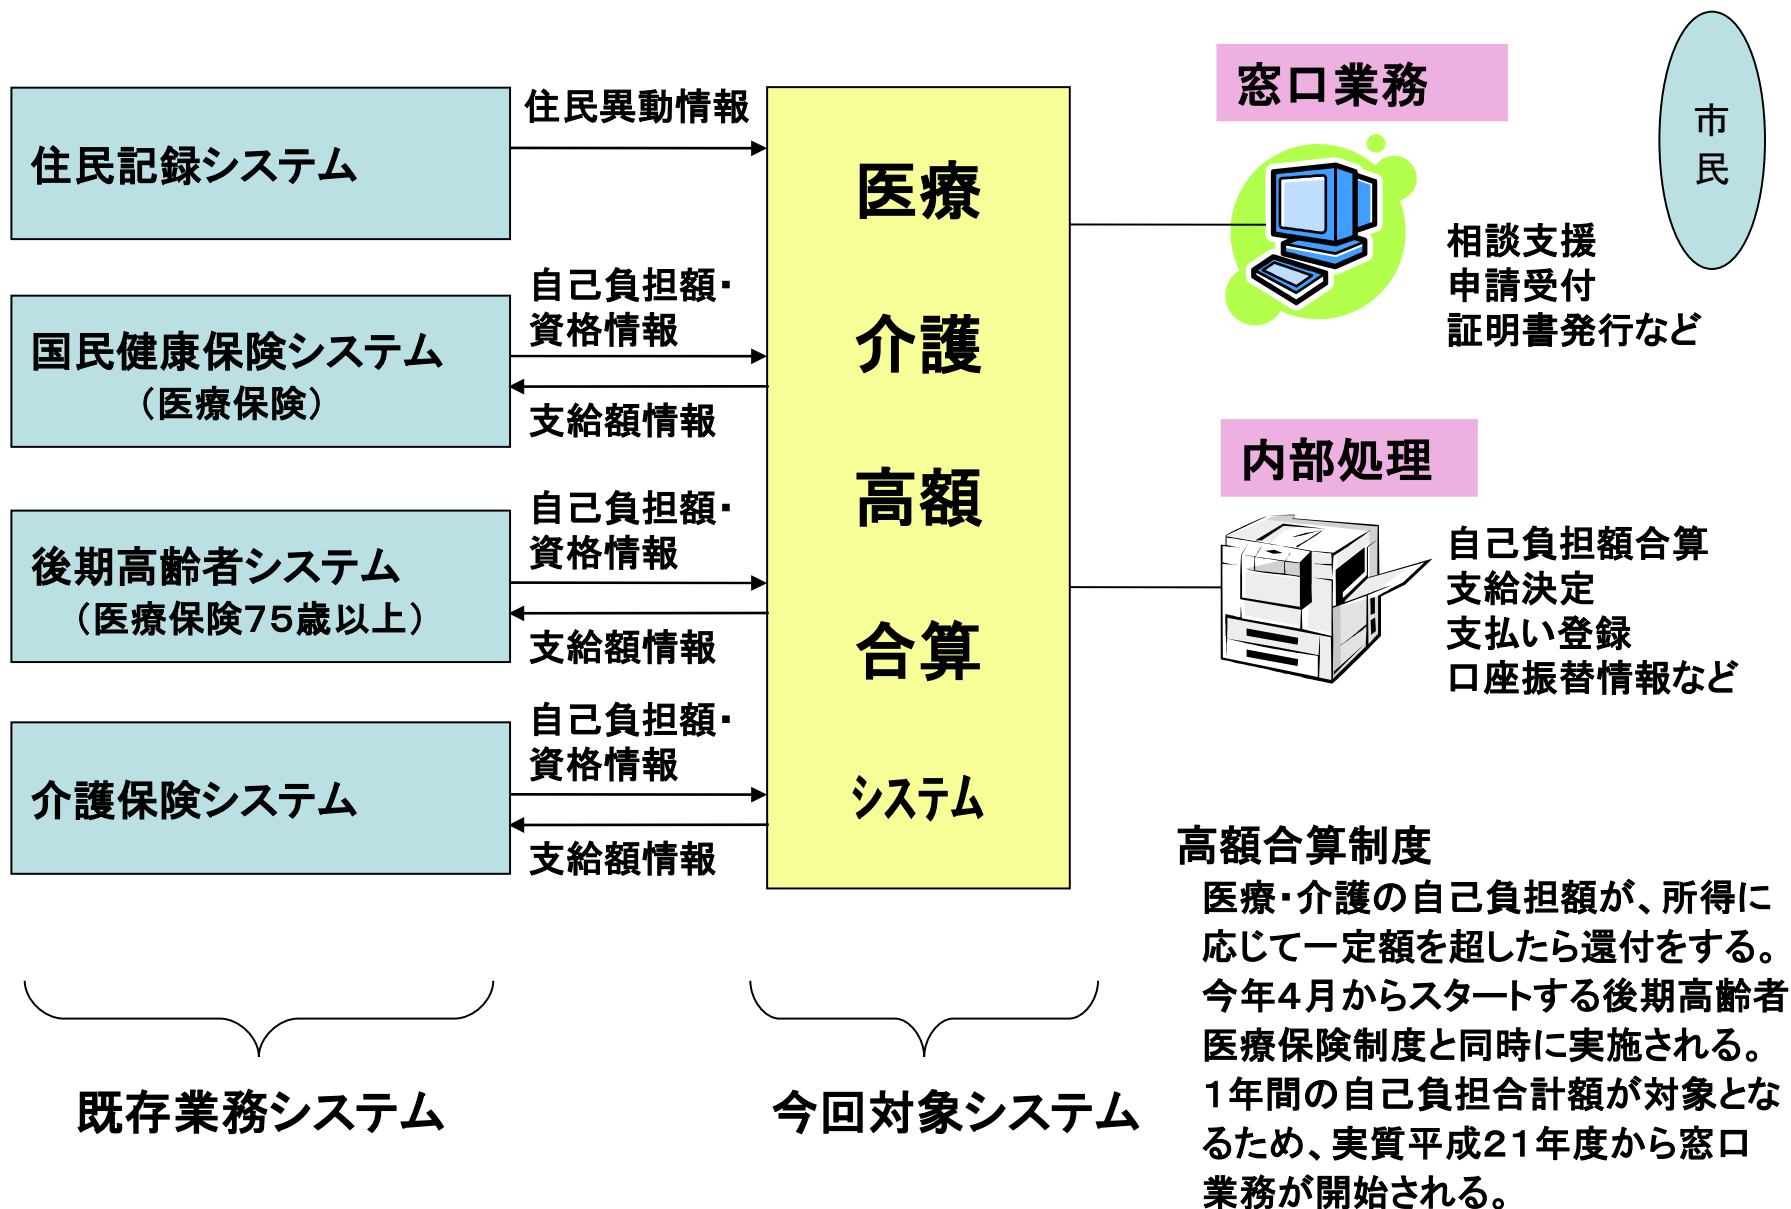 住民記録システム
住民異動情報
国民健康保険システム
（医療保険）
自己負担額・
資格情報
支給額情報
後期高齢者システム
（医療保険７５歳以上）
自己負担額・
資格情報
支給額情報
介護保険システム
自己負担額・
資格情報
支給額情報
既存業務システム
医療
介護
高額
合算
システム
今回対象システム
窓口業務
相談支援
申請受付
証明書発行など
市
民
内部処理
自己負担額合算
支給決定
支払い登録
口座振替情報など
高額合算制度
医療・介護の自己負担額が、所得に
応じて一定額を超したら還付をする。
今年４月からスタートする後期高齢者
医療保険制度と同時に実施される。
１年間の自己負担合計額が対象とな
るため、実質平成２１年度から窓口
業務が開始される。